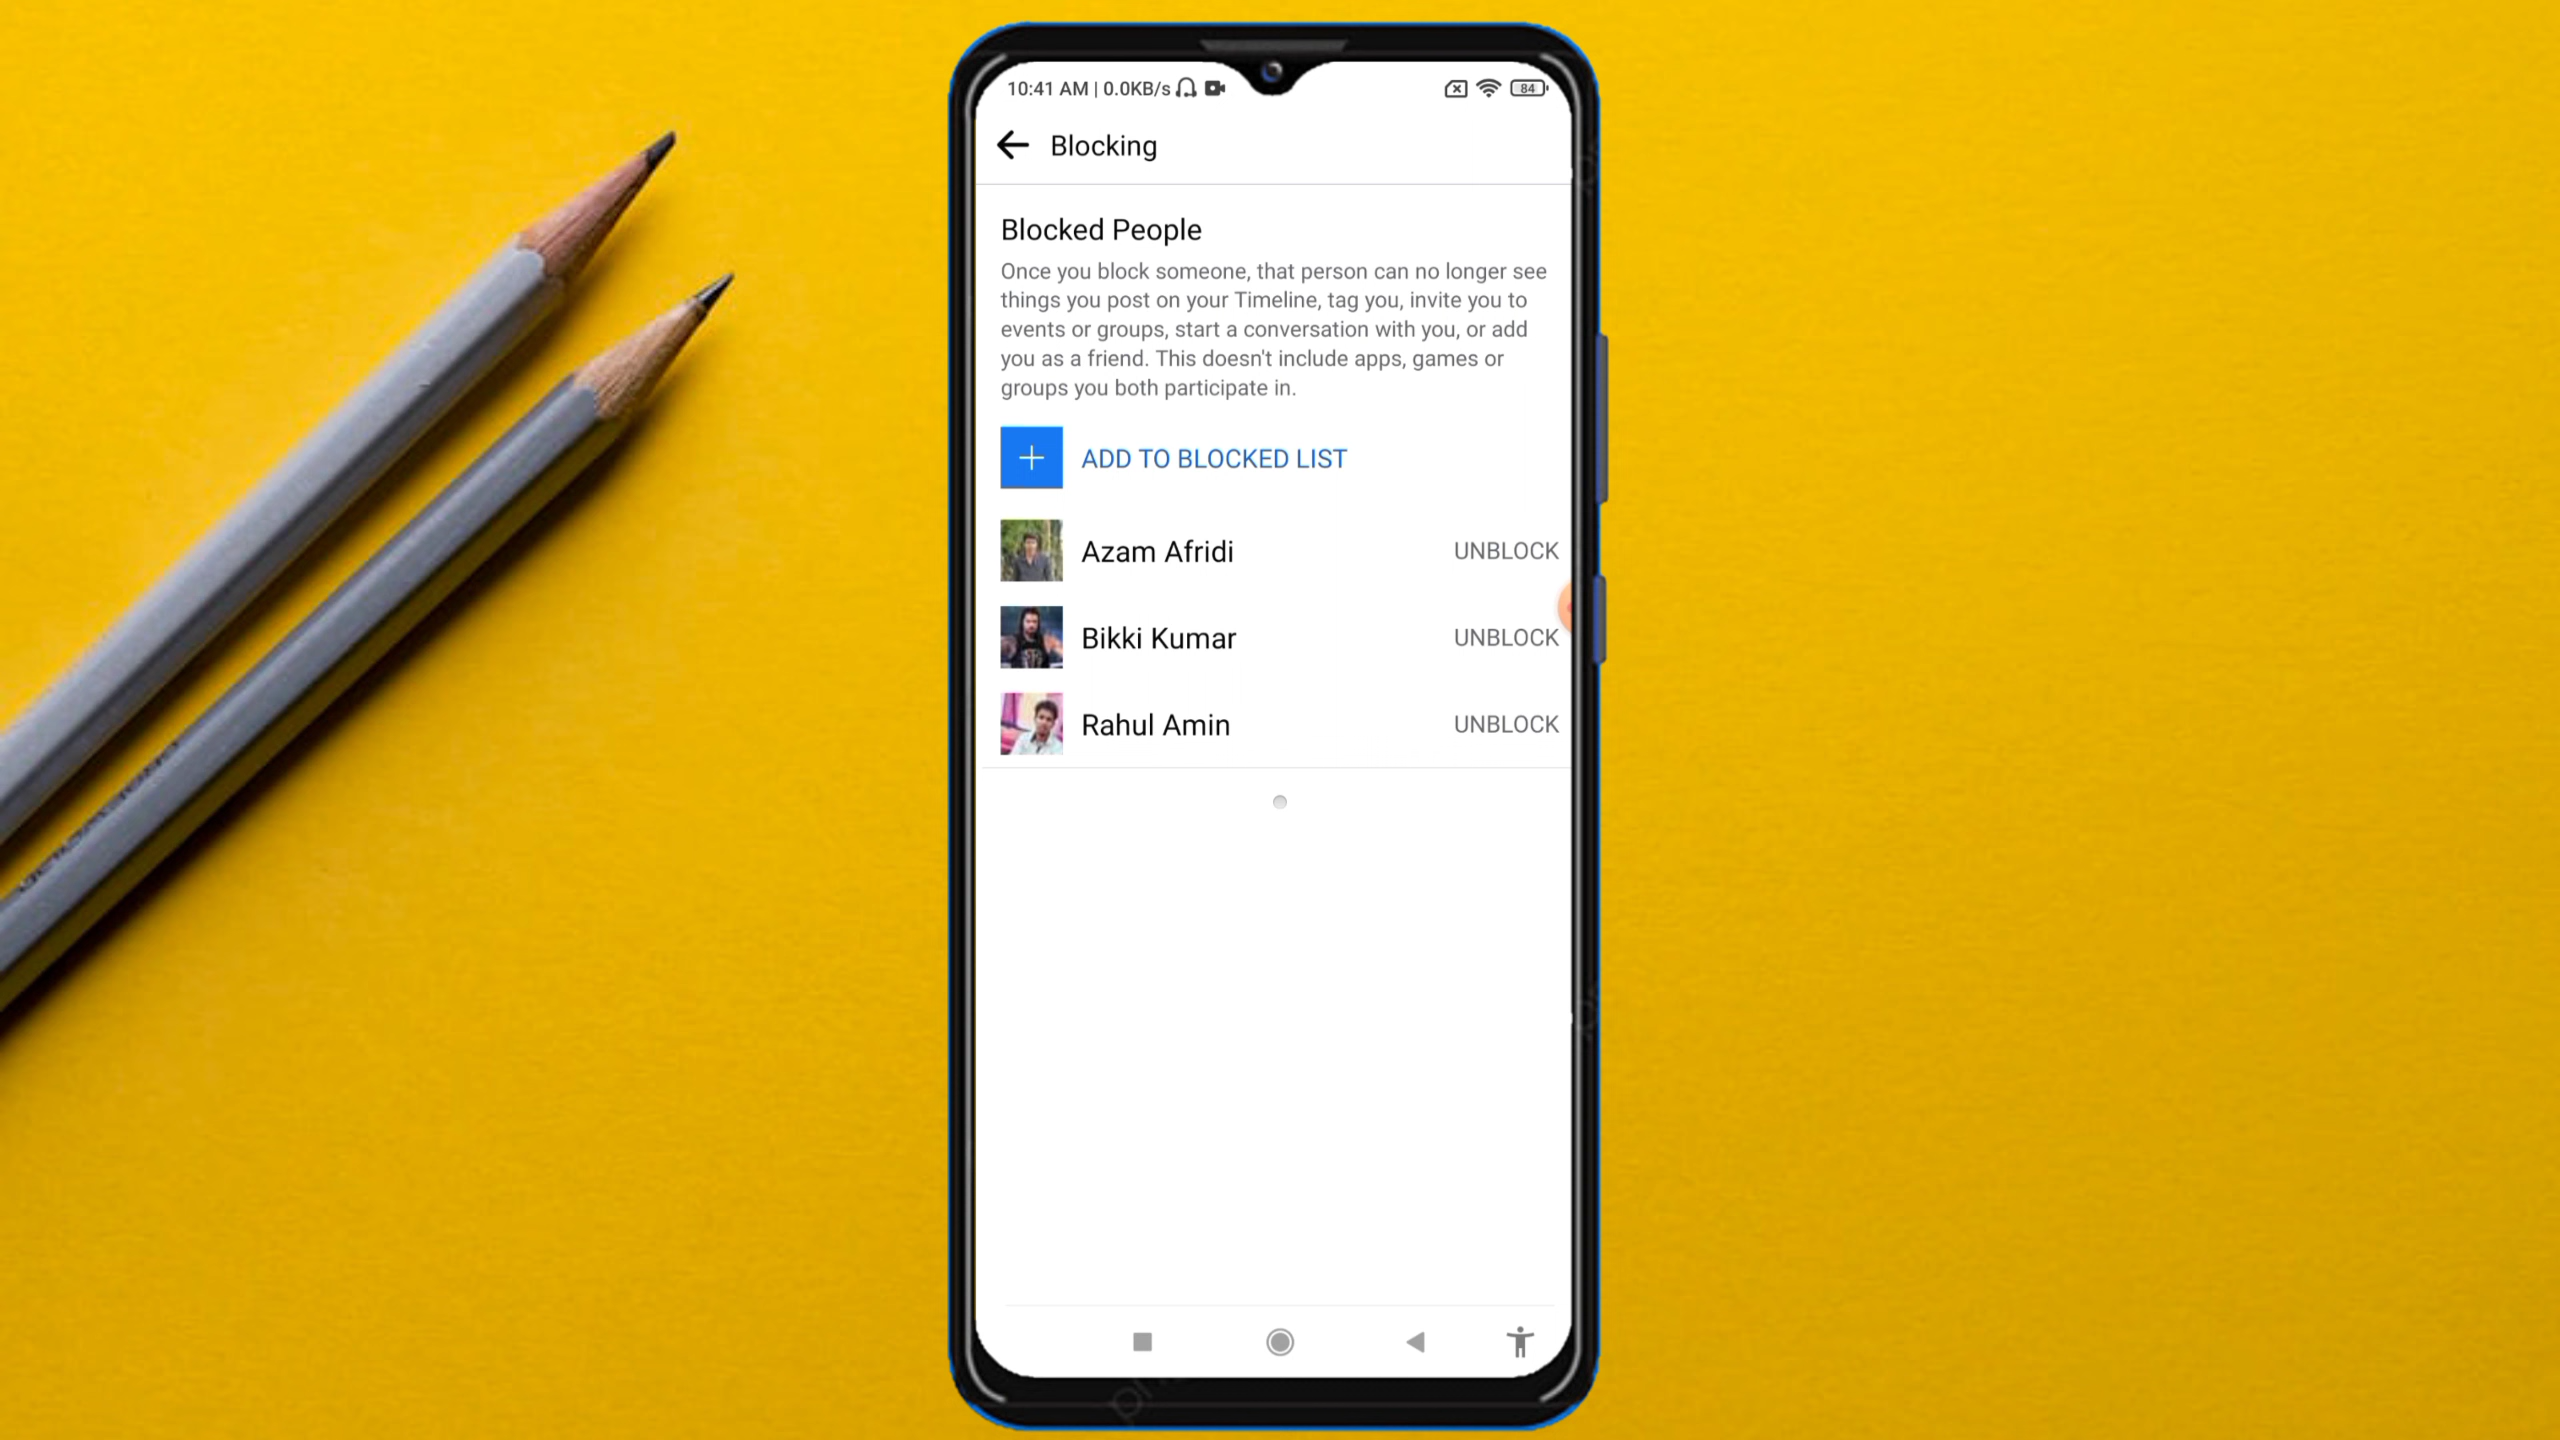 10:41 AM | 0.0KB/s
84
Blocking
Blocked People
Once you block someone, that person can no longer see
things you post on your Timeline, tag you, invite you to
events or groups, start a conversation with you, or add
you as a friend. This doesn't include apps, games or
groups you both participate in.
ADD TO BLOCKED LIST
Azam Afridi UNBLOCK
Bikki Kumar UNBLOCK
Rahul Amin UNBLOCK